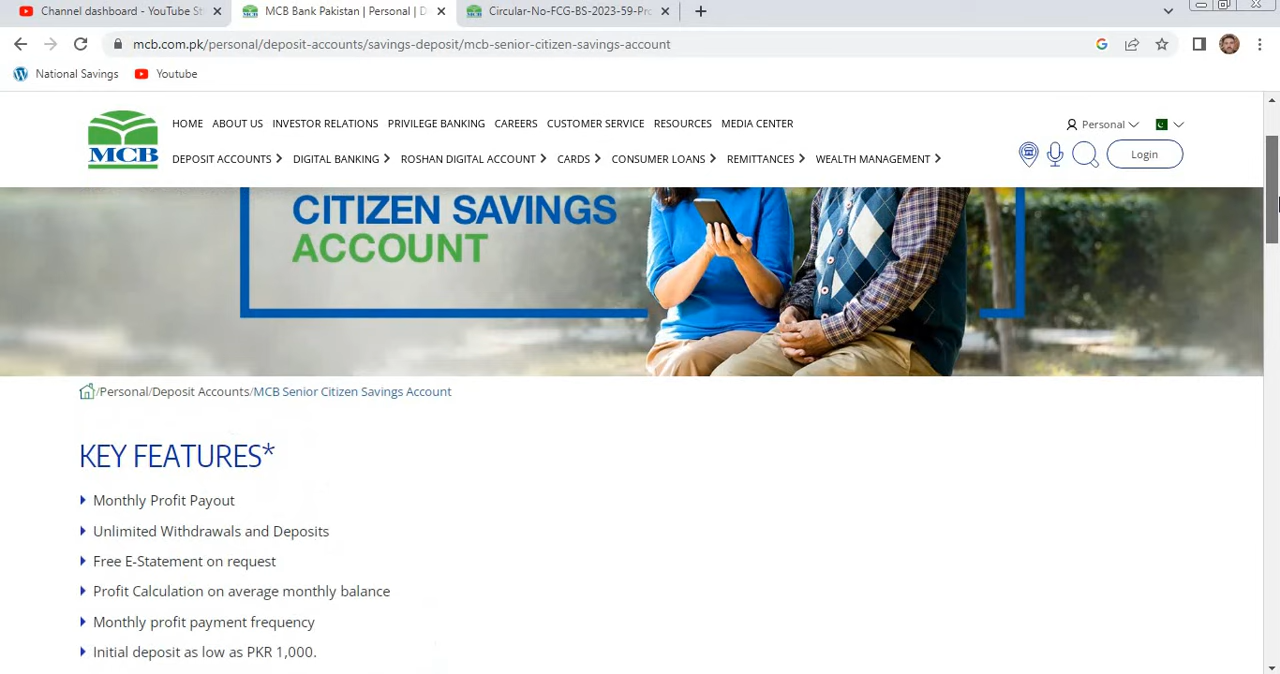 Channel dashboard - YouTube St
MCB Bank Pakistan | Personal | D
Circular-No-FCG-BS-2023-59-Pro
mcb.com.pk/personal/deposit-accounts/savings-deposit/mcb-senior-citizen-savings-account
National Savings
Youtube
MCB
HOME ABOUT US INVESTOR RELATIONS PRIVILEGE BANKING CAREERS CUSTOMER SERVICE RESOURCES MEDIA CENTER
Personal
DEPOSIT ACCOUNTS DIGITAL BANKING ROSHAN DIGITAL ACCOUNT CARDS CONSUMER LOANS REMITTANCES WEALTH MANAGEMENT
Login
CITIZEN SAVINGS
ACCOUNT
/Personal/Deposit Accounts/MCB Senior Citizen Savings Account
KEY FEATURES*
Monthly Profit Payout
Unlimited Withdrawals and Deposits
Free E-Statement on request
Profit Calculation on average monthly balance
Monthly profit payment frequency
Initial deposit as low as PKR 1,000.